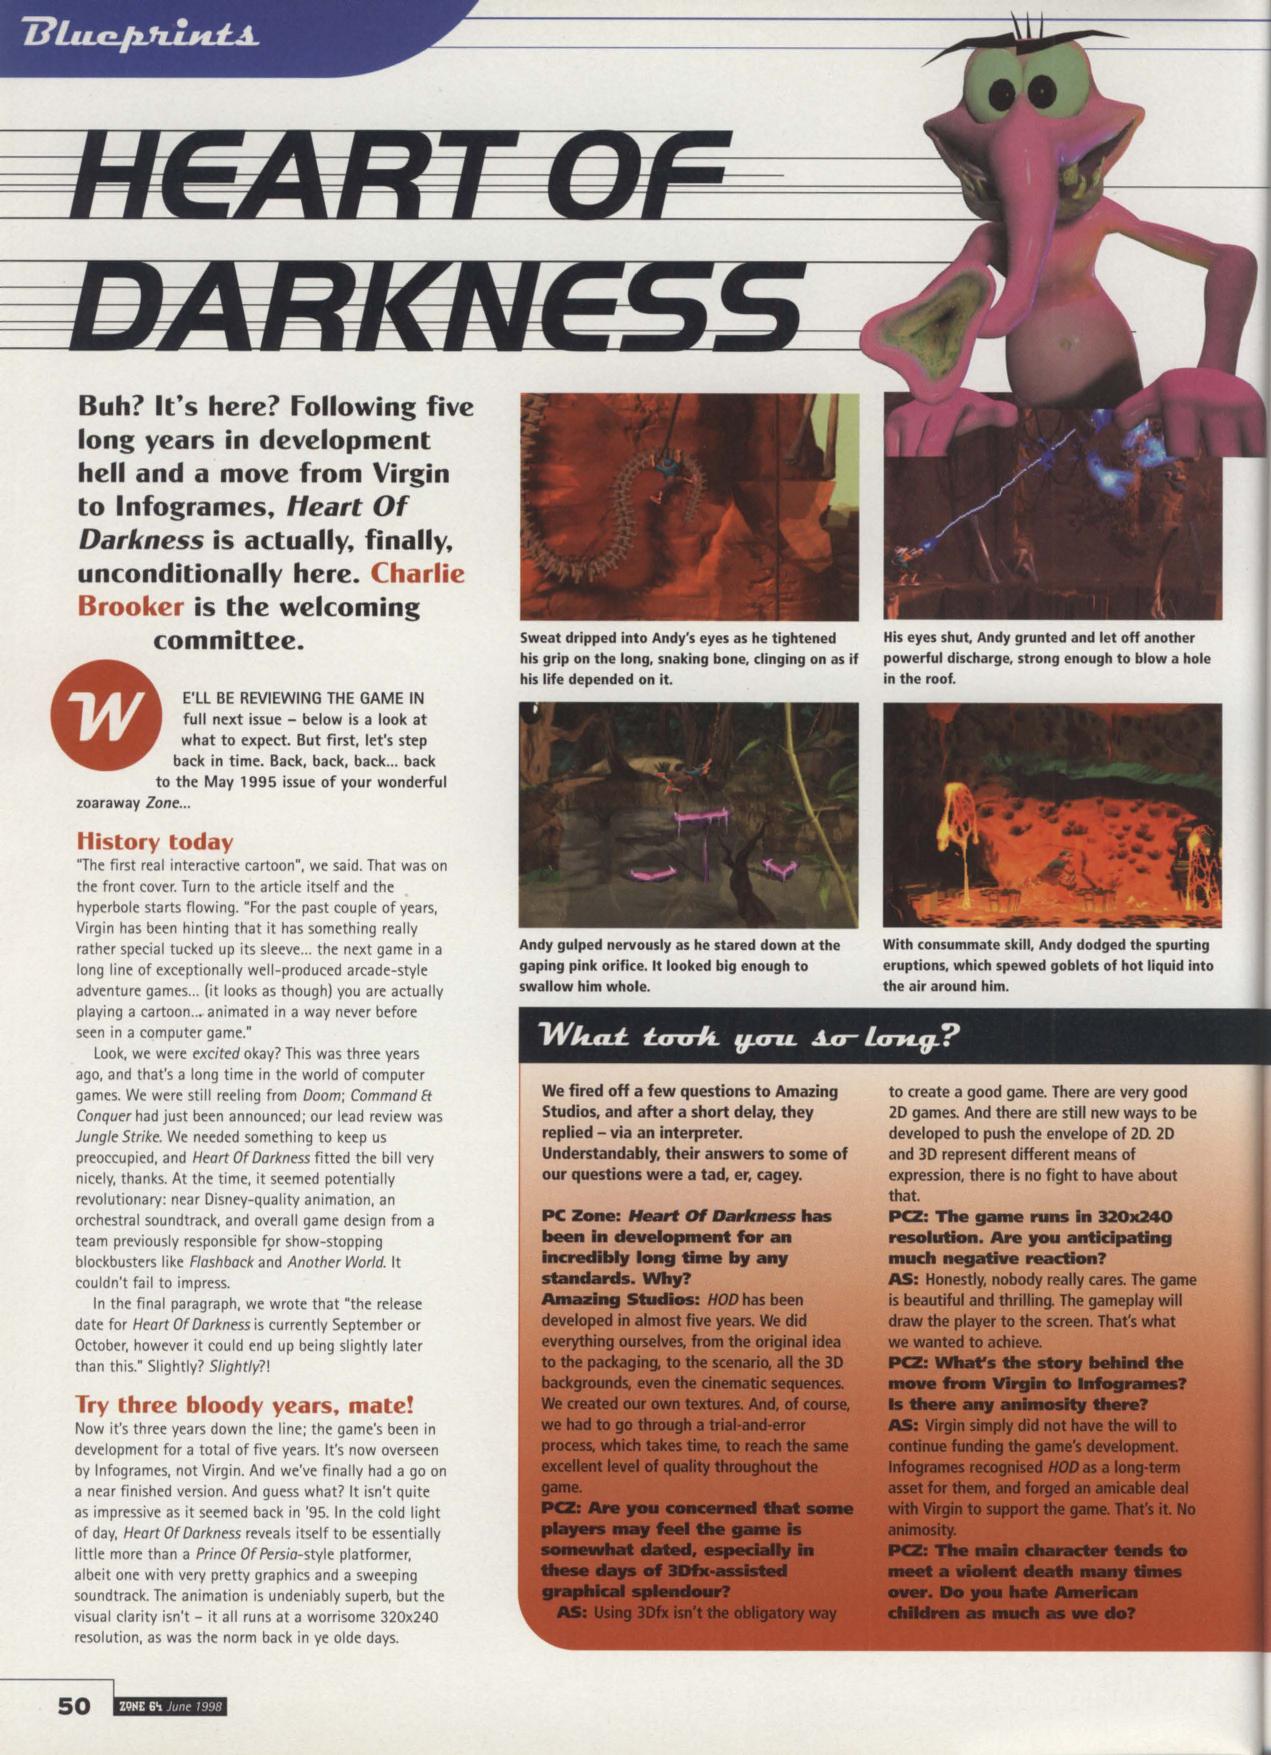 Blueprints
HEART OF
DARKNESS
Buh? It's here? Following five
long years in development
hell and a move from Virgin
to Infogrames, Heart Of
Darkness is actually, finally,
unconditionally here. Charlie
Brooker is the welcoming
committee.
WE'LL BE REVIEWING THE GAME IN
full next issue – below is a look at
what to expect. But first, let's step
back in time. Back, back, back... back
to the May 1995 issue of your wonderful
zoaraway Zone...
History today
"The first real interactive cartoon", we said. That was on
the front cover. Turn to the article itself and the
hyperbole starts flowing. "For the past couple of years,
Virgin has been hinting that it has something really
rather special tucked up its sleeve... the next game in a
long line of exceptionally well-produced arcade-style
adventure games... (it looks as though) you are actually
playing a cartoon... animated in a way never before
seen in a computer game."
Look, we were excited okay? This was three years
ago, and that's a long time in the world of computer
games. We were still reeling from Doom; Command &
Conquer had just been announced; our lead review was
Jungle Strike. We needed something to keep us
preoccupied, and Heart Of Darkness fitted the bill very
nicely, thanks. At the time, it seemed potentially
revolutionary: near Disney-quality animation, an
orchestral soundtrack, and overall game design from a
team previously responsible for show-stopping
blockbusters like Flashback and Another World. It
couldn't fail to impress.
In the final paragraph, we wrote that "the release
date for Heart Of Darkness is currently September or
October, however it could end up being slightly later
than this." Slightly? Slightly?!
Try three bloody years, mate!
Now it's three years down the line; the game's been in
development for a total of five years. It's now overseen
by Infogrames, not Virgin. And we've finally had a go on
a near finished version. And guess what? It isn't quite
as impressive as it seemed back in '95. In the cold light
of day, Heart Of Darkness reveals itself to be essentially
little more than a Prince Of Persia-style platformer,
albeit one with very pretty graphics and a sweeping
soundtrack. The animation is undeniably superb, but the
visual clarity isn't – it all runs at a worrisome 320x240
resolution, as was the norm back in ye olde days.
Sweat dripped into Andy's eyes as he tightened
his grip on the long, snaking bone, clinging on as if
his life depended on it.
His eyes shut, Andy grunted and let off another
powerful discharge, strong enough to blow a hole
in the roof.
Andy gulped nervously as he stared down at the
gaping pink orifice. It looked big enough to
swallow him whole.
With consummate skill, Andy dodged the spurting
eruptions, which spewed goblets of hot liquid into
the air around him.
What took you so long?
We fired off a few questions to Amazing
Studios, and after a short delay, they
replied – via an interpreter.
Understandably, their answers to some of
our questions were a tad, er, cagey.
PC Zone: Heart Of Darkness has
been in development for an
incredibly long time by any
standards. Why?
Amazing Studios: HOD has been
developed in almost five years. We did
everything ourselves, from the original idea
to the packaging, to the scenario, all the 3D
backgrounds, even the cinematic sequences.
We created our own textures. And, of course,
we had to go through a trial-and-error
process, which takes time, to reach the same
excellent level of quality throughout the
game.
PCZ: Are you concerned that some
players may feel the game is
somewhat dated, especially in
these days of 3Dfx-assisted
graphical splendour?
AS: Using 3Dfx isn't the obligatory way
to create a good game. There are very good
2D games. And there are still new ways to be
developed to push the envelope of 2D. 2D
and 3D represent different means of
expression, there is no fight to have about
that.
PCZ: The game runs in 320x240
resolution. Are you anticipating
much negative reaction?
AS: Honestly, nobody really cares. The game
is beautiful and thrilling. The gameplay will
draw the player to the screen. That's what
we wanted to achieve.
PCZ: What's the story behind the
move from Virgin to Infogrames?
Is there any animosity there?
AS: Virgin simply did not have the will to
continue funding the game's development.
Infogrames recognised HOD as a long-term
asset for them, and forged an amicable deal
with Virgin to support the game. That's it. No
animosity.
PCZ: The main character tends to
meet a violent death many times
over. Do you hate American
children as much as we do?
50 ZONE 64 June 1998